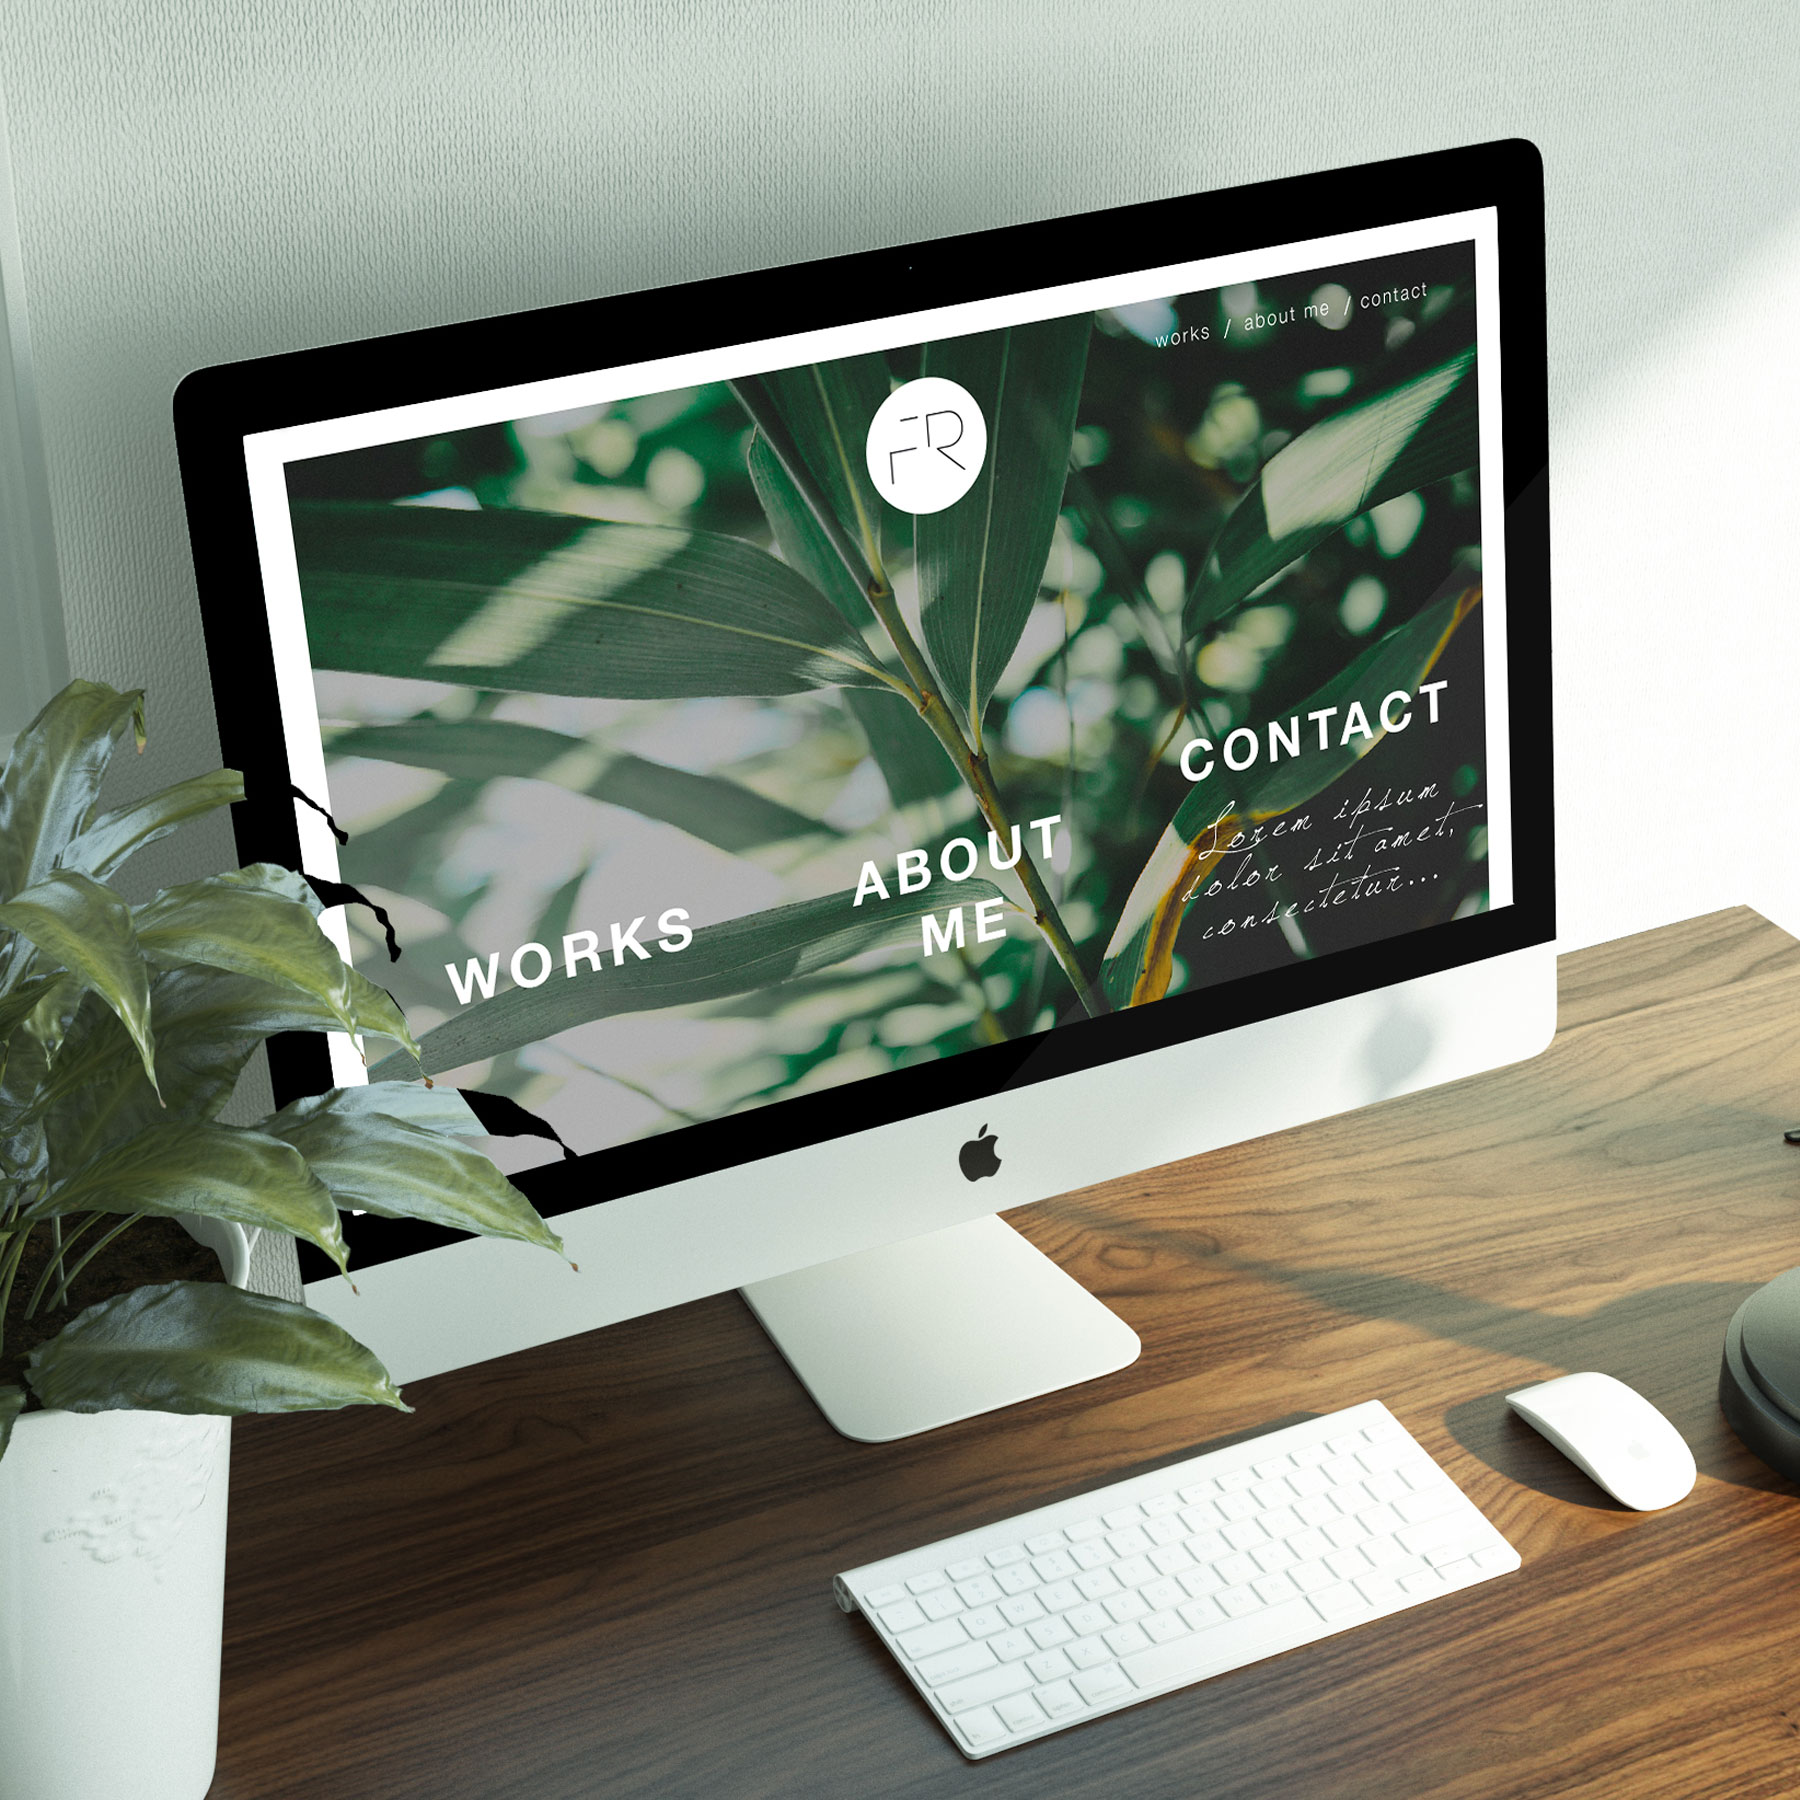 works / about me / contact
FR
WORKS
ABOUT
ME
CONTACT
Lorem ipsum
dolor sit amet,
consectetur...